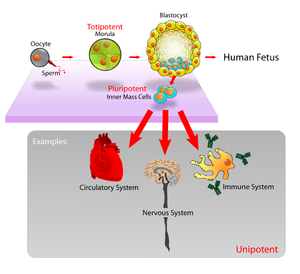 Blastocyst
Totipotent
Morula
Oocyte
Sperm
Human Fetus
Pluripotent
Inner Mass Cells
Examples:
Circulatory System
Immune System
Nervous System
Unipotent